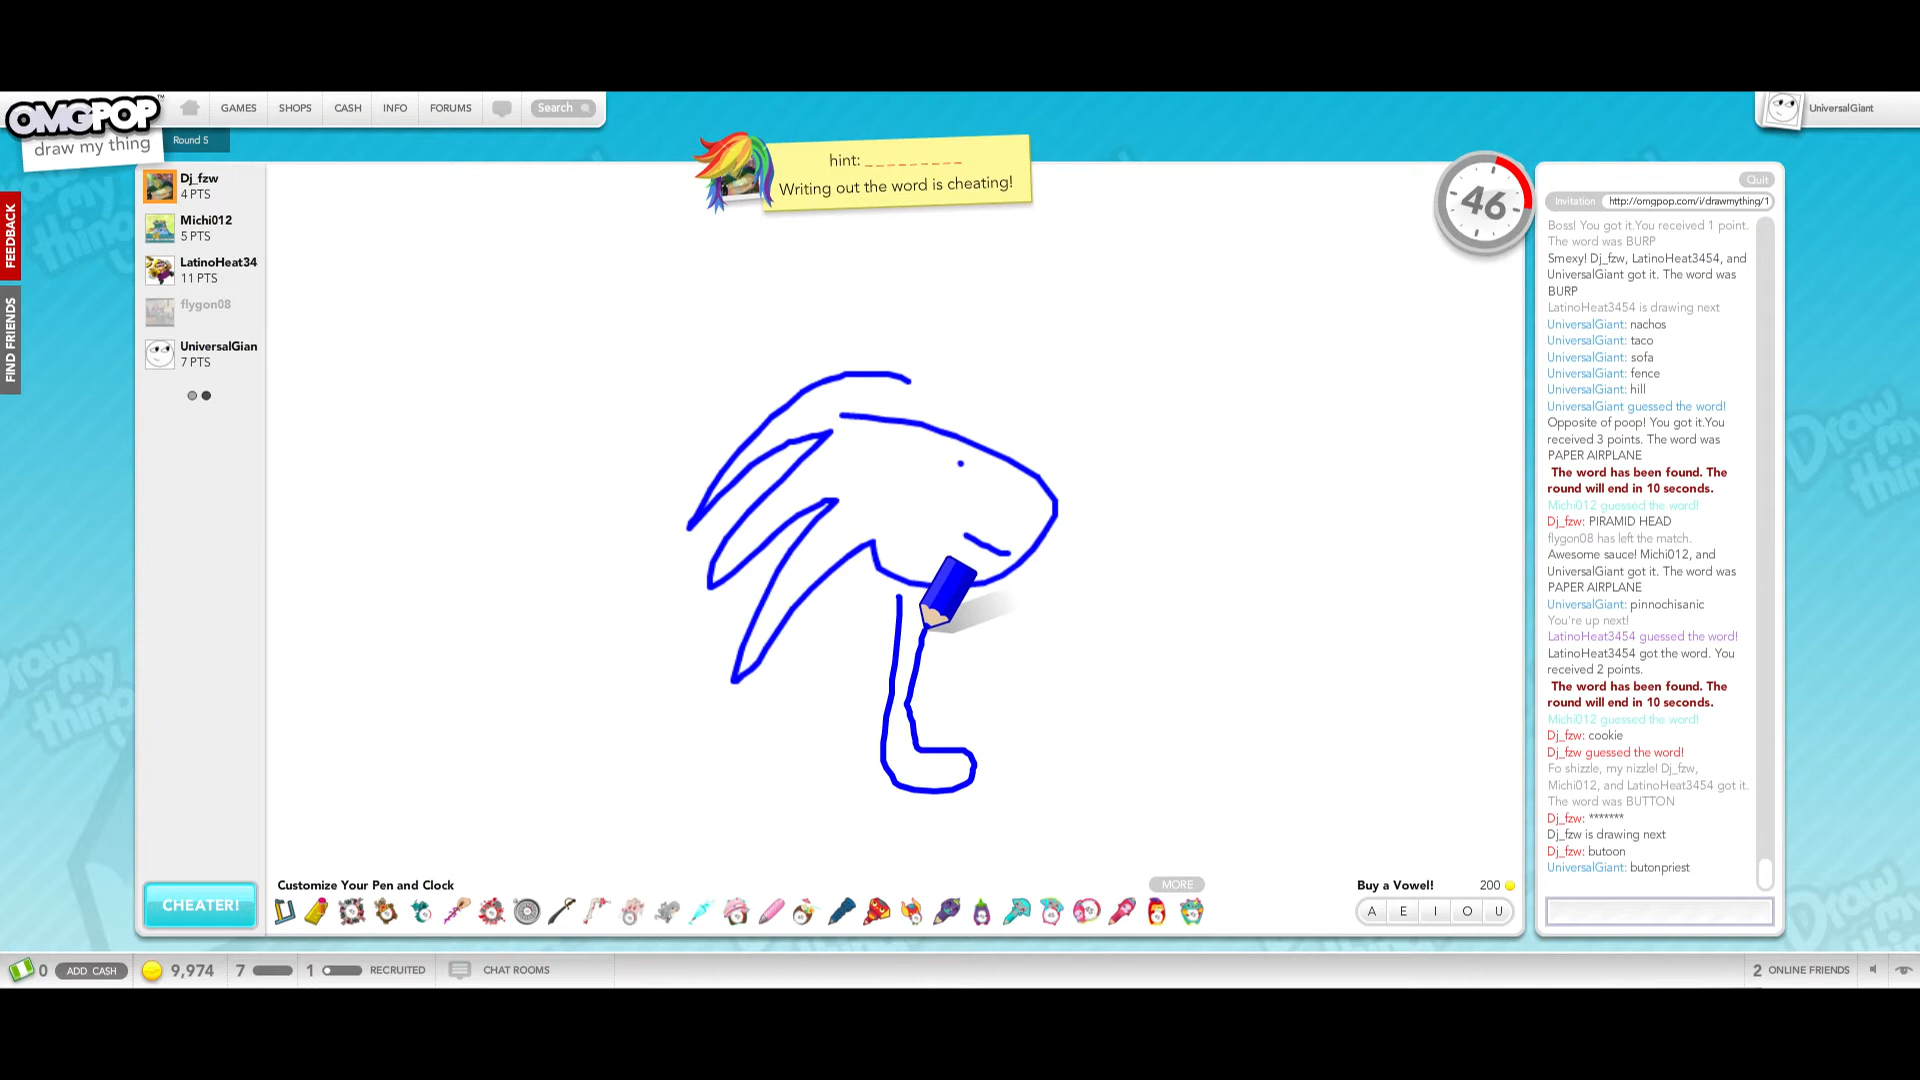 OMGPOP™
draw my thing
GAMES
SHOPS
CASH
INFO
FORUMS
Search
UniversalGiant
Round 5
FEEDBACK
FIND FRIENDS
Dj_fzw
4 PTS
Michi012
5 PTS
LatinoHeat34
11 PTS
flygon08
UniversalGian
7 PTS
hint: _ _ _ _ _ _ _ _ _
Writing out the word is cheating!
46
Quit
Invitation http://omgpop.com/i/drawmything/1
Boss! You got it.You received 1 point.
The word was BURP
Smexy! Dj_fzw, LatinoHeat3454, and
UniversalGiant got it. The word was
BURP
LatinoHeat3454 is drawing next
UniversalGiant: nachos
UniversalGiant: taco
UniversalGiant: sofa
UniversalGiant: fence
UniversalGiant: hill
UniversalGiant guessed the word!
Opposite of poop! You got it.You
received 3 points. The word was
PAPER AIRPLANE
The word has been found. The
round will end in 10 seconds.
Michi012 guessed the word!
Dj_fzw: PIRAMID HEAD
flygon08 has left the match.
Awesome sauce! Michi012, and
UniversalGiant got it. The word was
PAPER AIRPLANE
UniversalGiant: pinnochisanic
You're up next!
LatinoHeat3454 guessed the word!
LatinoHeat3454 got the word. You
received 2 points.
The word has been found. The
round will end in 10 seconds.
Michi012 guessed the word!
Dj_fzw: cookie
Dj_fzw guessed the word!
Fo shizzle, my nizzle! Dj_fzw,
Michi012, and LatinoHeat3454 got it.
The word was BUTTON
Dj_fzw: *******
Dj_fzw is drawing next
Dj_fzw: butoon
UniversalGiant: butonpriest
CHEATER!
Customize Your Pen and Clock
MORE
Buy a Vowel!
200
A E I O U
0
ADD CASH
9,974
7
1
RECRUITED
CHAT ROOMS
2 ONLINE FRIENDS